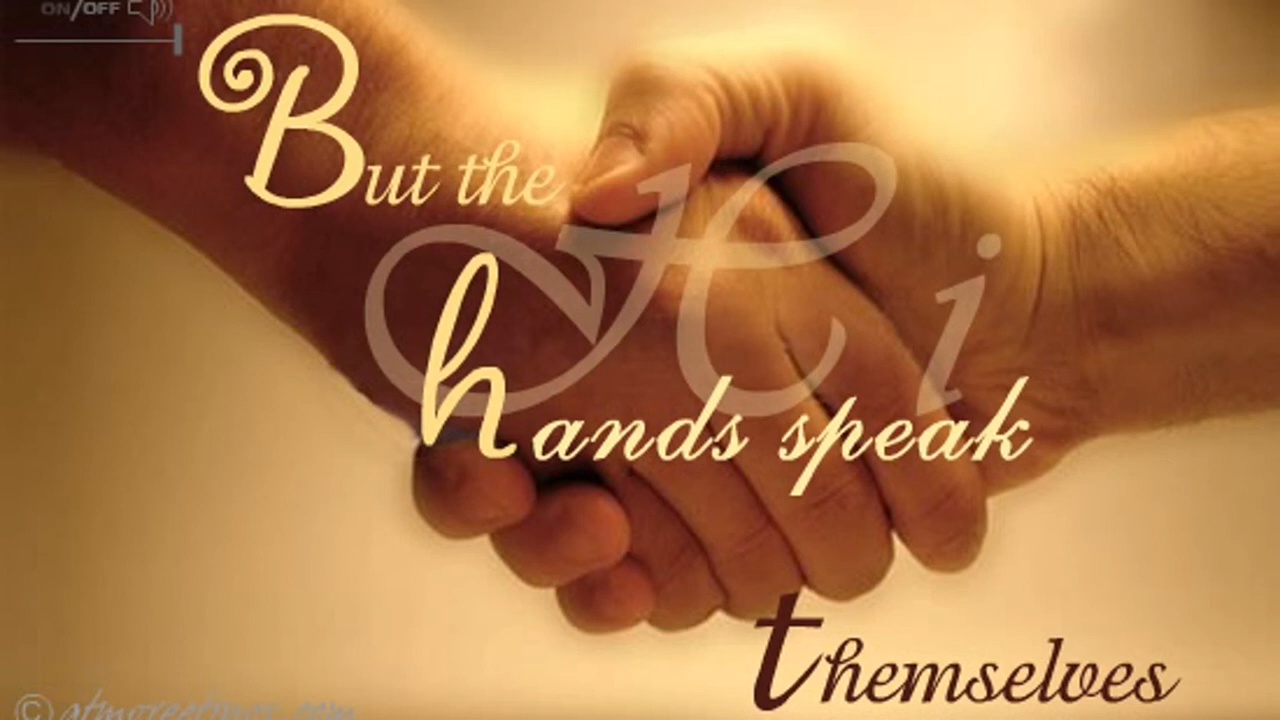 ON/OFF
But the
Hi
hands speak
themselves